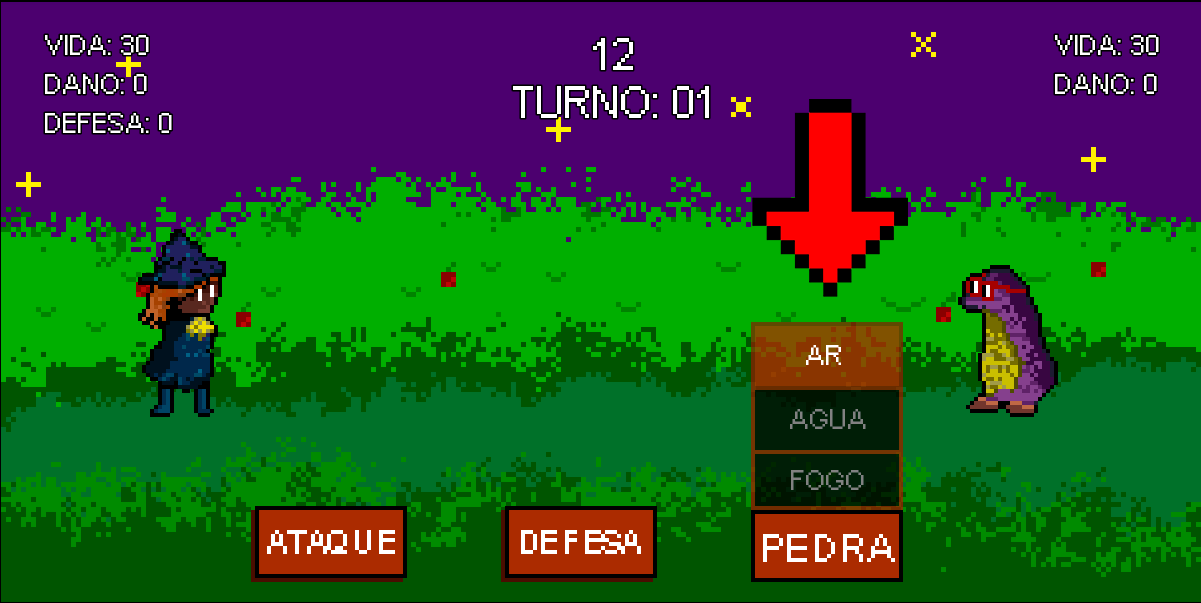 VIDA: 30
DANO: 0
DEFESA: 0
12
TURNO: 01
VIDA: 30
DANO: 0
AR
AGUA
FOGO
ATAQUE
DEFESA
PEDRA